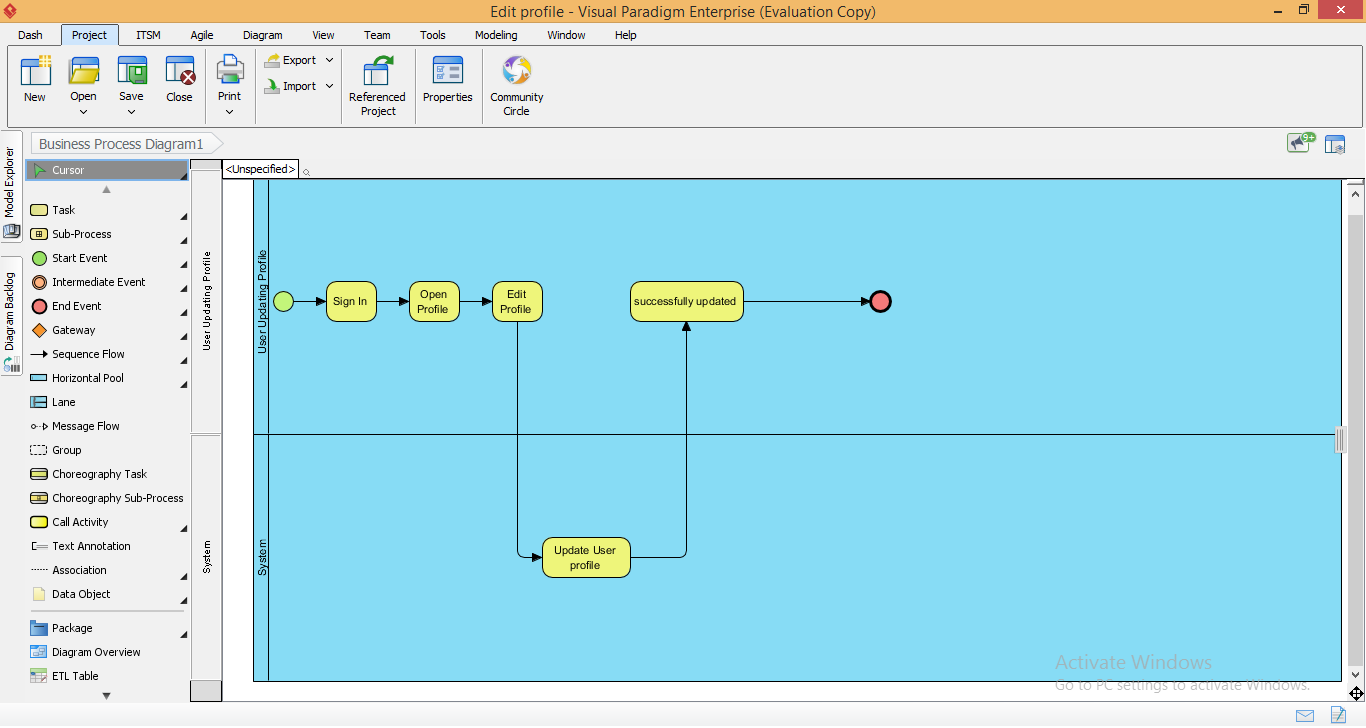 Edit profile - Visual Paradigm Enterprise (Evaluation Copy)
Dash Project ITSM Agile Diagram View Team Tools Modeling Window Help
New Open Save Close Print Export Import Referenced Project Properties Community Circle
Business Process Diagram1
9+
Model Explorer
Diagram Backlog
Cursor
Task
Sub-Process
Start Event
Intermediate Event
End Event
Gateway
Sequence Flow
Horizontal Pool
Lane
Message Flow
Group
Choreography Task
Choreography Sub-Process
Call Activity
Text Annotation
Association
Data Object
Package
Diagram Overview
ETL Table
<Unspecified>
User Updating Profile
System
User Updating Profile
Sign In
Open
Profile
Edit
Profile
successfully updated
System
Update User
profile
Activate Windows
Go to PC settings to activate Windows.